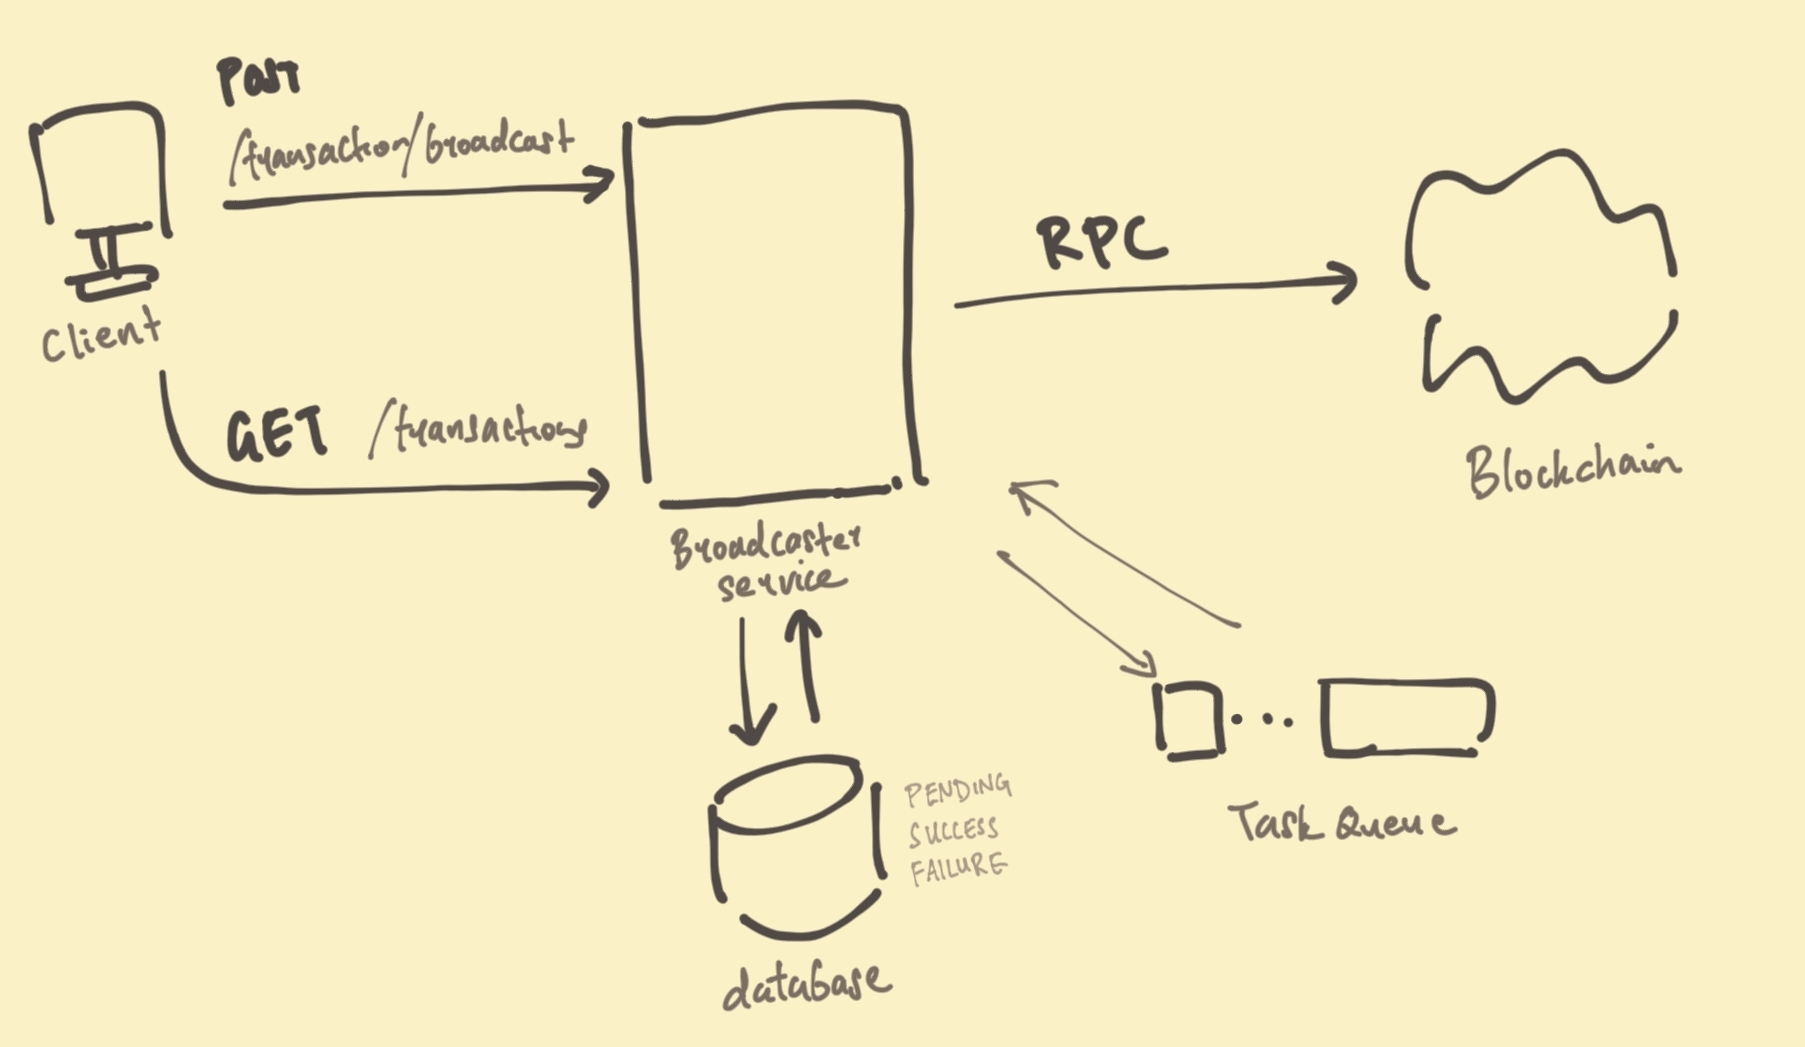 POST
/transaction/broadcast
Client
GET /transactions
RPC
Blockchain
Broadcaster
service
PENDING
SUCCESS
FAILURE
Task Queue
database